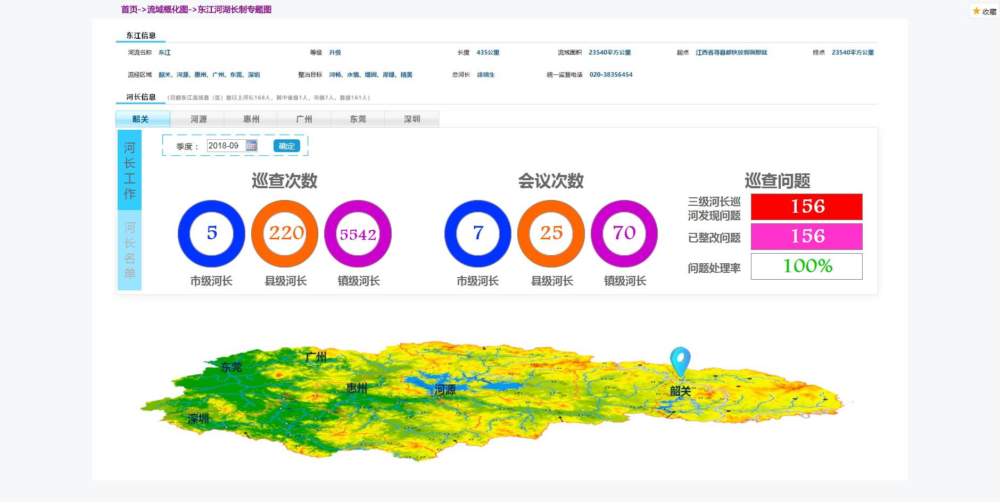 首页->流域概化图->东江河湖长制专题图
收藏
东江信息
河流名称 东江 等级 升级 长度 435公里 流域面积 23540平方公里 起点 江西省寻县都快放假啊那就 终点 23540平方公里
流经区域 韶关、河源、惠州、广州、东莞、深圳 整治目标 河畅、水情、堤固、岸绿、精美 总河长 徐瑞生 统一监督电话 020-38356454
河长信息 (目前东江流域县（区）级以上河长168人，其中省级1人，市级7人。县级161人)
韶关 河源 惠州 广州 东莞 深圳
河长工作
河长名单
季度： 2018-09 确定
巡查次数 会议次数 巡查问题
5 220 5542 7 25 70
市级河长 县级河长 镇级河长 市级河长 县级河长 镇级河长
三级河长巡
河发现问题 156
已整改问题 156
问题处理率 100%
广州
东莞
惠州
河源
韶关
深圳